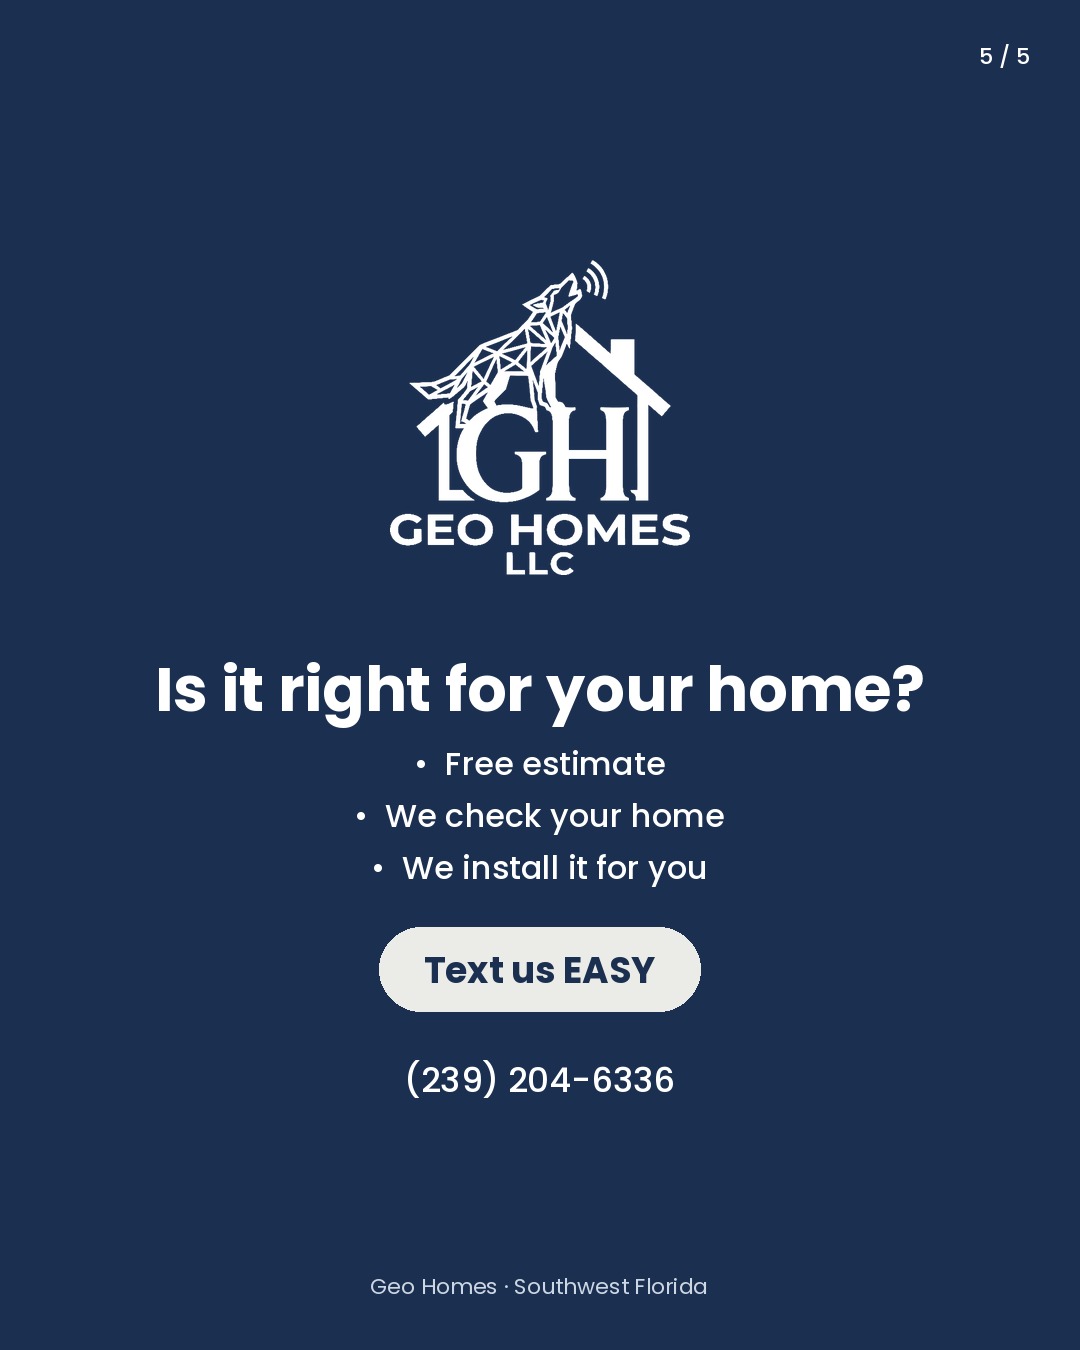 5 / 5
GH
GEO HOMES
LLC
Is it right for your home?
• Free estimate
• We check your home
• We install it for you
Text us EASY
(239) 204-6336
Geo Homes · Southwest Florida